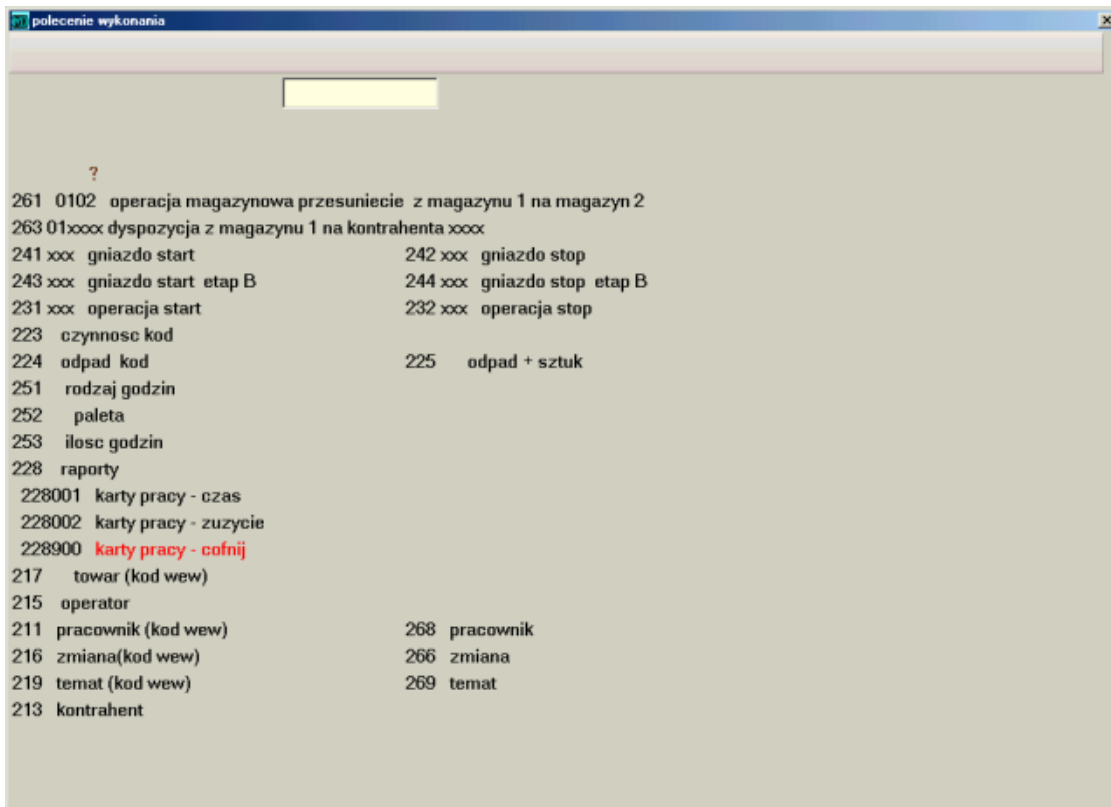 polecenie wykonania
?
261 0102 operacja magazynowa przesuniecie z magazynu 1 na magazyn 2
263 01xxxx dyspozycja z magazynu 1 na kontrahenta xxxx
241 xxx gniazdo start 242 xxx gniazdo stop
243 xxx gniazdo start etap B 244 xxx gniazdo stop etap B
231 xxx operacja start 232 xxx operacja stop
223 czynnosc kod
224 odpad kod 225 odpad + sztuk
251 rodzaj godzin
252 paleta
253 ilosc godzin
228 raporty
228001 karty pracy - czas
228002 karty pracy - zuzycie
228900 karty pracy - cofnij
217 towar (kod wew)
215 operator
211 pracownik (kod wew) 268 pracownik
216 zmiana(kod wew) 266 zmiana
219 temat (kod wew) 269 temat
213 kontrahent